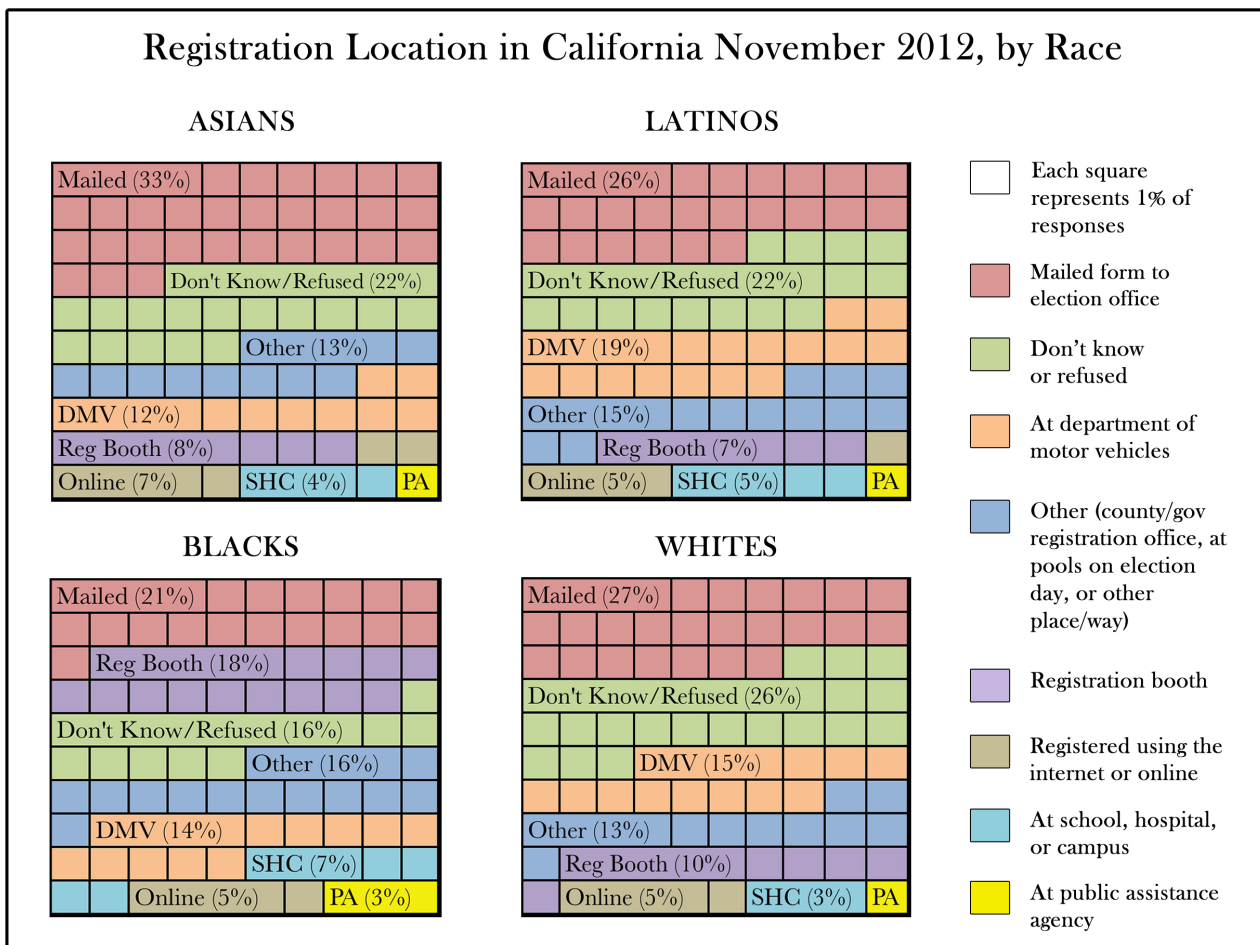 Registration Location in California November 2012, by Race
ASIANS
Mailed (33%)
Don't Know/Refused (22%)
Other (13%)
DMV (12%)
Reg Booth (8%)
Online (7%)
SHC (4%)
PA
LATINOS
Mailed (26%)
Don't Know/Refused (22%)
DMV (19%)
Other (15%)
Reg Booth (7%)
Online (5%)
SHC (5%)
PA
BLACKS
Mailed (21%)
Reg Booth (18%)
Don't Know/Refused (16%)
Other (16%)
DMV (14%)
SHC (7%)
Online (5%)
PA (3%)
WHITES
Mailed (27%)
Don't Know/Refused (26%)
DMV (15%)
Other (13%)
Reg Booth (10%)
Online (5%)
SHC (3%)
PA
Each square
represents 1% of
responses
Mailed form to
election office
Don't know
or refused
At department of
motor vehicles
Other (county/gov
registration office, at
pools on election
day, or other
place/way)
Registration booth
Registered using the
internet or online
At school, hospital,
or campus
At public assistance
agency